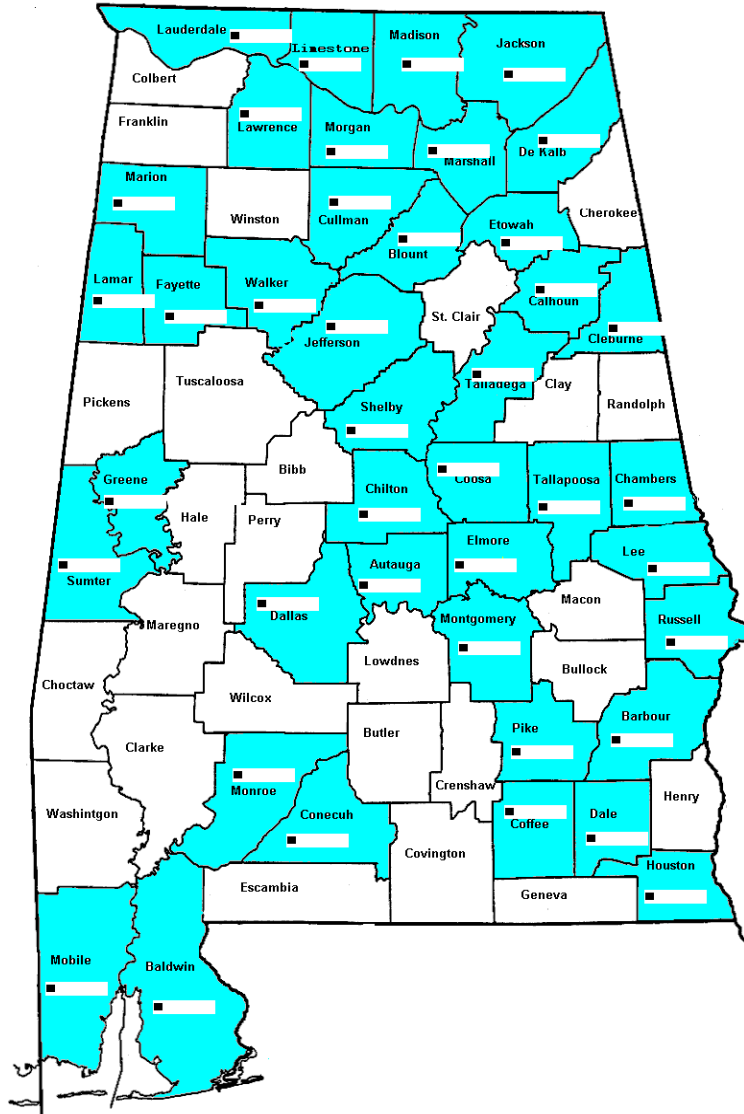 Lauderdale
Limestone
Madison
Jackson
Colbert
Franklin
Lawrence
Morgan
Marshall
De Kalb
Marion
Winston
Cullman
Blount
Etowah
Cherokee
Lamar
Fayette
Walker
Jefferson
St. Clair
Calhoun
Cleburne
Pickens
Tuscaloosa
Shelby
Talladega
Clay
Randolph
Greene
Hale
Bibb
Perry
Chilton
Coosa
Tallapoosa
Chambers
Sumter
Maregno
Dallas
Autauga
Elmore
Montgomery
Macon
Lee
Russell
Choctaw
Clarke
Wilcox
Lowdnes
Butler
Crenshaw
Pike
Bullock
Barbour
Washintgon
Monroe
Conecuh
Covington
Coffee
Dale
Henry
Houston
Escambia
Geneva
Mobile
Baldwin